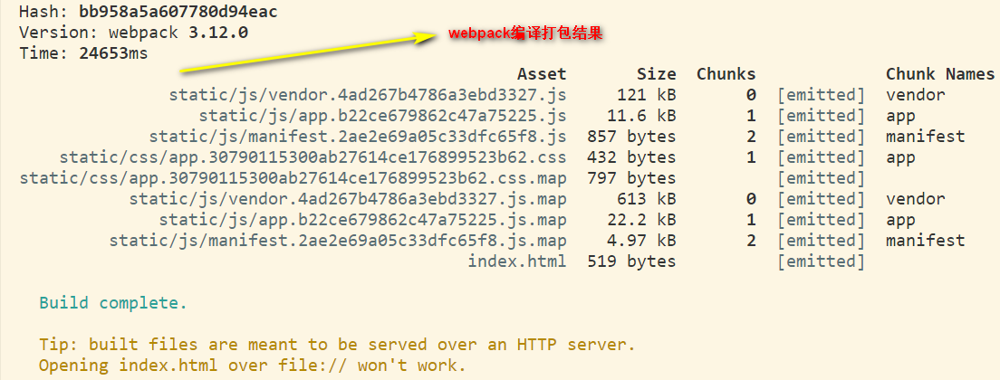 Hash: bb958a5a607780d94eac
Version: webpack 3.12.0
webpack编译打包结果
Time: 24653ms
Asset Size Chunks Chunk Names
static/js/vendor.4ad267b4786a3ebd3327.js 121 kB 0 [emitted] vendor
static/js/app.b22ce679862c47a75225.js 11.6 kB 1 [emitted] app
static/js/manifest.2ae2e69a05c33dfc65f8.js 857 bytes 2 [emitted] manifest
static/css/app.30790115300ab27614ce176899523b62.css 432 bytes 1 [emitted] app
static/css/app.30790115300ab27614ce176899523b62.css.map 797 bytes [emitted]
static/js/vendor.4ad267b4786a3ebd3327.js.map 613 kB 0 [emitted] vendor
static/js/app.b22ce679862c47a75225.js.map 22.2 kB 1 [emitted] app
static/js/manifest.2ae2e69a05c33dfc65f8.js.map 4.97 kB 2 [emitted] manifest
index.html 519 bytes [emitted]
Build complete.
Tip: built files are meant to be served over an HTTP server.
Opening index.html over file:// won't work.